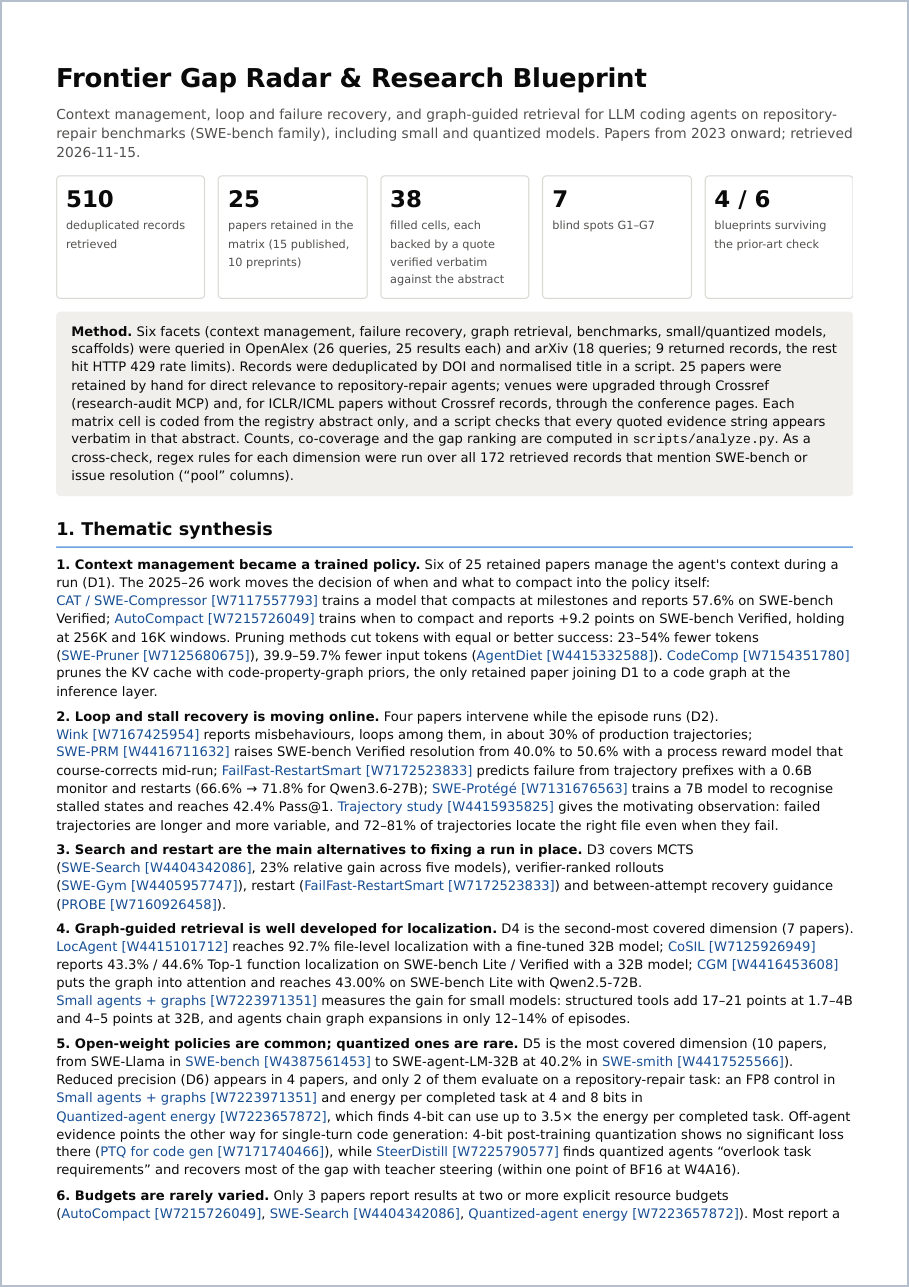 Frontier Gap Radar & Research Blueprint
Context management, loop and failure recovery, and graph-guided retrieval for LLM coding agents on repository-
repair benchmarks (SWE-bench family), including small and quantized models. Papers from 2023 onward; retrieved
2026-11-15.
510
deduplicated records
retrieved
25
papers retained in the
matrix (15 published,
10 preprints)
38
filled cells, each
backed by a quote
verified verbatim
against the abstract
7
blind spots G1–G7
4 / 6
blueprints surviving
the prior-art check
Method. Six facets (context management, failure recovery, graph retrieval, benchmarks, small/quantized models,
scaffolds) were queried in OpenAlex (26 queries, 25 results each) and arXiv (18 queries; 9 returned records, the rest
hit HTTP 429 rate limits). Records were deduplicated by DOI and normalised title in a script. 25 papers were
retained by hand for direct relevance to repository-repair agents; venues were upgraded through Crossref
(research-audit MCP) and, for ICLR/ICML papers without Crossref records, through the conference pages. Each
matrix cell is coded from the registry abstract only, and a script checks that every quoted evidence string appears
verbatim in that abstract. Counts, co-coverage and the gap ranking are computed in scripts/analyze.py. As a
cross-check, regex rules for each dimension were run over all 172 retrieved records that mention SWE-bench or
issue resolution (“pool” columns).
1. Thematic synthesis
1. Context management became a trained policy. Six of 25 retained papers manage the agent's context during a
run (D1). The 2025–26 work moves the decision of when and what to compact into the policy itself:
CAT / SWE-Compressor [W7117557793] trains a model that compacts at milestones and reports 57.6% on SWE-bench
Verified; AutoCompact [W7215726049] trains when to compact and reports +9.2 points on SWE-bench Verified, holding
at 256K and 16K windows. Pruning methods cut tokens with equal or better success: 23–54% fewer tokens
(SWE-Pruner [W7125680675]), 39.9–59.7% fewer input tokens (AgentDiet [W4415332588]). CodeComp [W7154351780]
prunes the KV cache with code-property-graph priors, the only retained paper joining D1 to a code graph at the
inference layer.
2. Loop and stall recovery is moving online. Four papers intervene while the episode runs (D2).
Wink [W7167425954] reports misbehaviours, loops among them, in about 30% of production trajectories;
SWE-PRM [W4416711632] raises SWE-bench Verified resolution from 40.0% to 50.6% with a process reward model that
course-corrects mid-run; FailFast-RestartSmart [W7172523833] predicts failure from trajectory prefixes with a 0.6B
monitor and restarts (66.6% → 71.8% for Qwen3.6-27B); SWE-Protégé [W7131676563] trains a 7B model to recognise
stalled states and reaches 42.4% Pass@1. Trajectory study [W4415935825] gives the motivating observation: failed
trajectories are longer and more variable, and 72–81% of trajectories locate the right file even when they fail.
3. Search and restart are the main alternatives to fixing a run in place. D3 covers MCTS
(SWE-Search [W4404342086], 23% relative gain across five models), verifier-ranked rollouts
(SWE-Gym [W4405957747]), restart (FailFast-RestartSmart [W7172523833]) and between-attempt recovery guidance
(PROBE [W7160926458]).
4. Graph-guided retrieval is well developed for localization. D4 is the second-most covered dimension (7 papers).
LocAgent [W4415101712] reaches 92.7% file-level localization with a fine-tuned 32B model; CoSIL [W7125926949]
reports 43.3% / 44.6% Top-1 function localization on SWE-bench Lite / Verified with a 32B model; CGM [W4416453608]
puts the graph into attention and reaches 43.00% on SWE-bench Lite with Qwen2.5-72B.
Small agents + graphs [W7223971351] measures the gain for small models: structured tools add 17–21 points at 1.7–4B
and 4–5 points at 32B, and agents chain graph expansions in only 12–14% of episodes.
5. Open-weight policies are common; quantized ones are rare. D5 is the most covered dimension (10 papers,
from SWE-Llama in SWE-bench [W4387561453] to SWE-agent-LM-32B at 40.2% in SWE-smith [W4417525566]).
Reduced precision (D6) appears in 4 papers, and only 2 of them evaluate on a repository-repair task: an FP8 control in
Small agents + graphs [W7223971351] and energy per completed task at 4 and 8 bits in
Quantized-agent energy [W7223657872], which finds 4-bit can use up to 3.5× the energy per completed task. Off-agent
evidence points the other way for single-turn code generation: 4-bit post-training quantization shows no significant loss
there (PTQ for code gen [W7171740466]), while SteerDistill [W7225790577] finds quantized agents “overlook task
requirements” and recovers most of the gap with teacher steering (within one point of BF16 at W4A16).
6. Budgets are rarely varied. Only 3 papers report results at two or more explicit resource budgets
(AutoCompact [W7215726049], SWE-Search [W4404342086], Quantized-agent energy [W7223657872]). Most report a